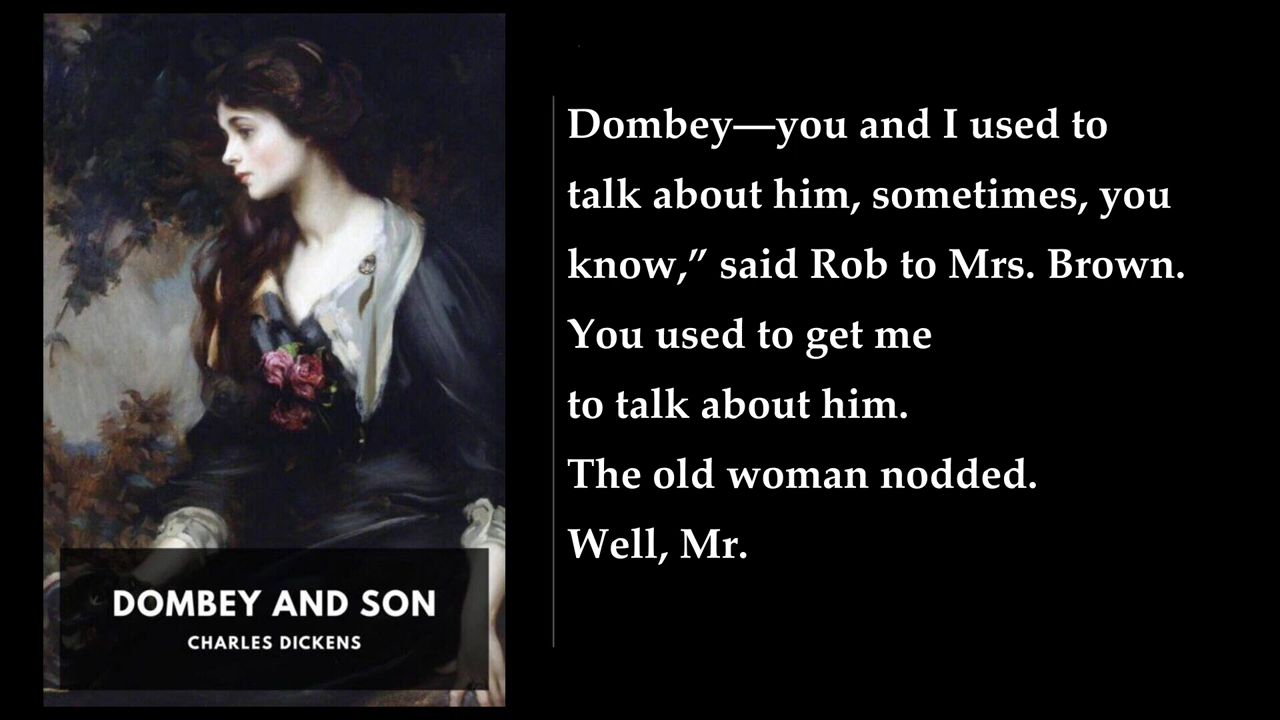 DOMBEY AND SON
CHARLES DICKENS
Dombey—you and I used to
talk about him, sometimes, you
know,” said Rob to Mrs. Brown.
You used to get me
to talk about him.
The old woman nodded.
Well, Mr.